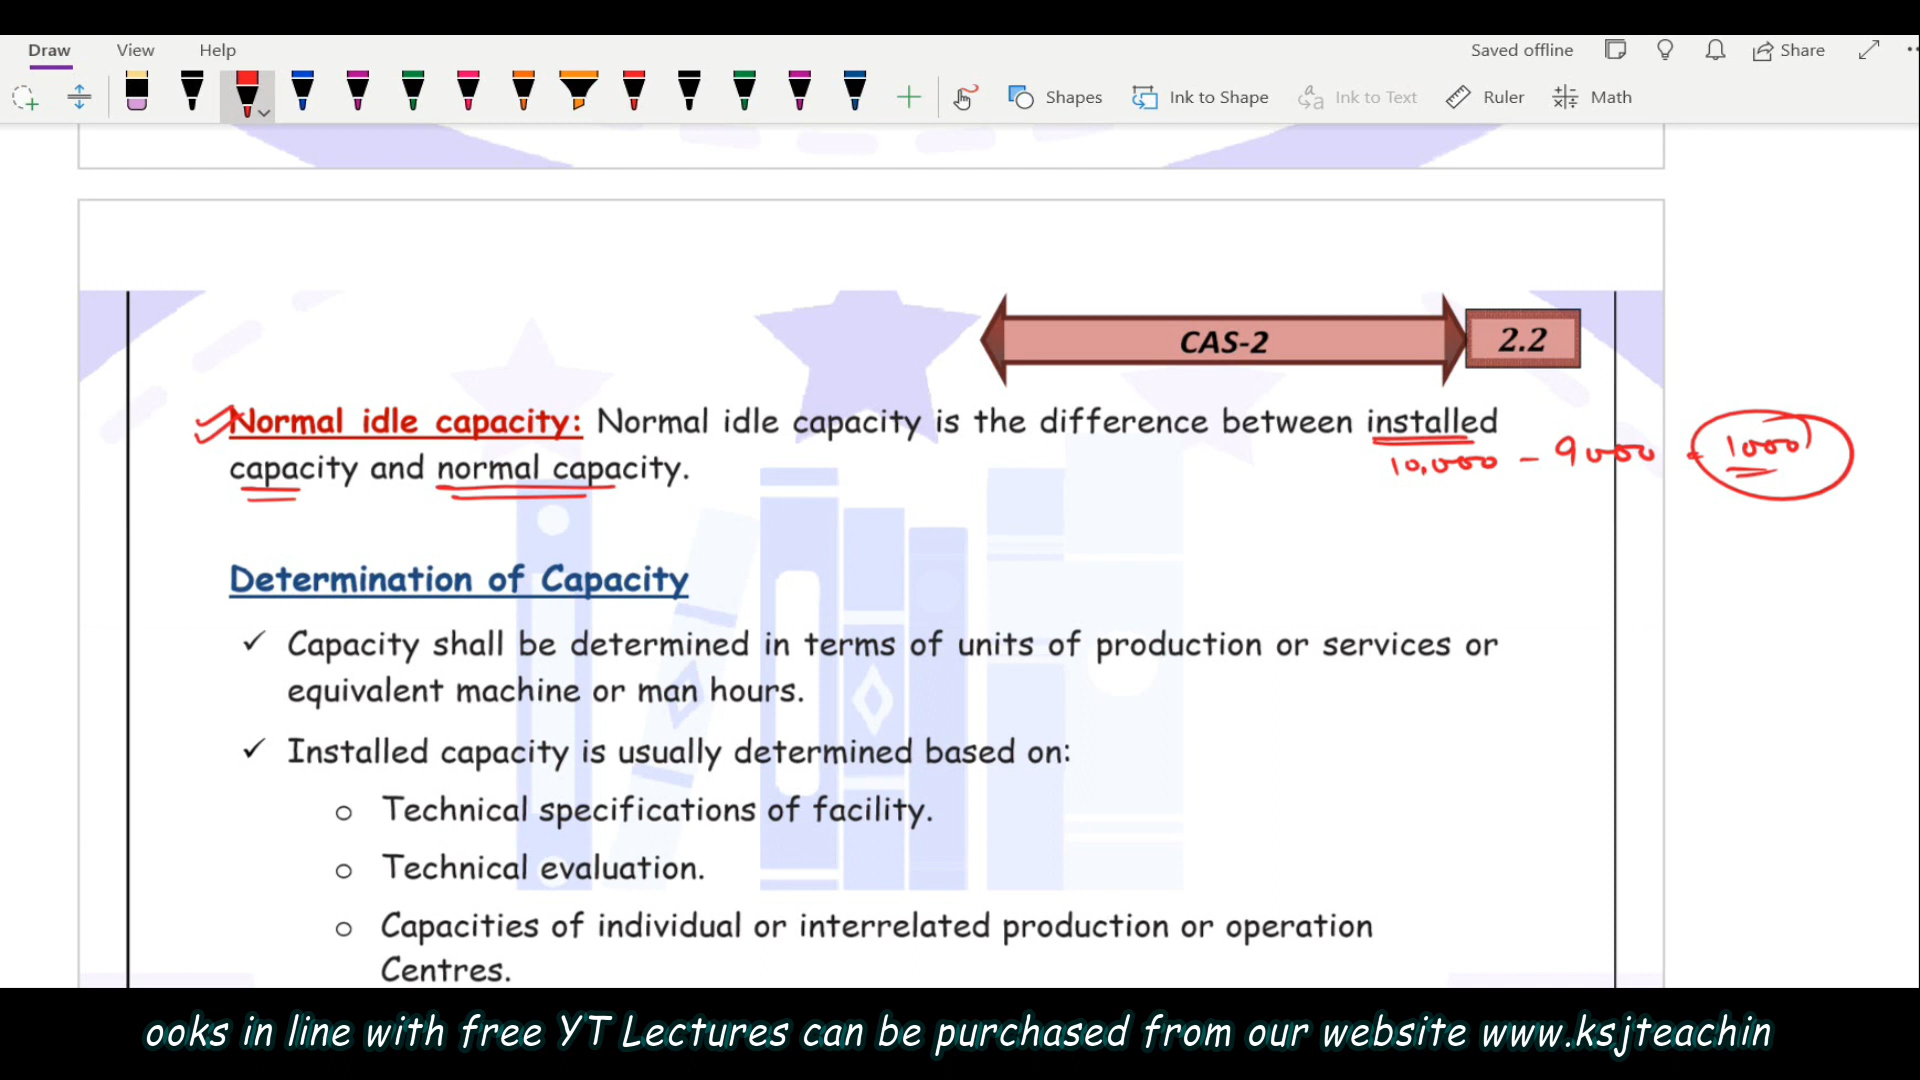 Draw View Help Saved offline Share
Shapes Ink to Shape Ink to Text Ruler Math
CAS-2 2.2
Normal idle capacity: Normal idle capacity is the difference between installed
10,000 - 9000 = 1000
capacity and normal capacity.
Determination of Capacity
✓ Capacity shall be determined in terms of units of production or services or
equivalent machine or man hours.
✓ Installed capacity is usually determined based on:
o Technical specifications of facility.
o Technical evaluation.
o Capacities of individual or interrelated production or operation
Centres.
ooks in line with free YT Lectures can be purchased from our website www.ksjteachin